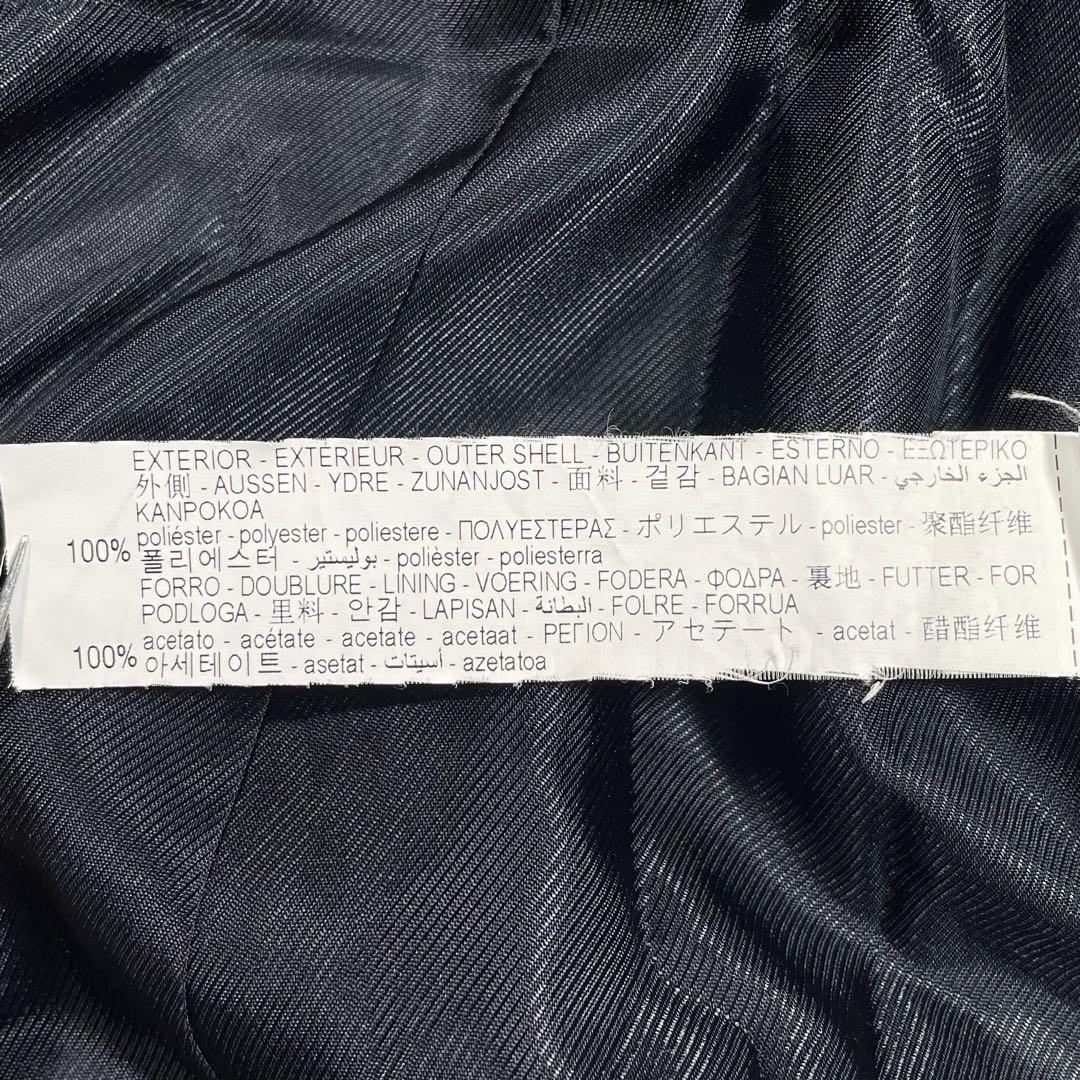 EXTERIOR - EXTÉRIEUR - OUTER SHELL - BUITENKANT - ESTERNO - ΕΞΩΤΕΡΙΚΟ
外側 - AUSSEN - YDRE - ZUNANJOST - 面料 - 겉감 - BAGIAN LUAR - الجزء الخارجي
KANPOKOA
poliéster - polyester - poliestere - ΠΟΛΥΕΣΤΕΡΑΣ - ポリエステル - poliester - 聚酯纤维
100% 폴리에스터 - بوليستير - polièster - poliesterra
FORRO - DOUBLURE - LINING - VOERING - FODERA - ΦΟΔΡΑ - 裏地 - FUTTER - FOR
PODLOGA - 里料 - 안감 - LAPISAN - البطانة - FOLRE - FORRUA
acetato - acétate - acetate - acetaat - ΡΕΓΙΟΝ - アセテート - acetat - 醋酯纤维
100% 아세테이트 - asetat - أسيتات - azetatoa